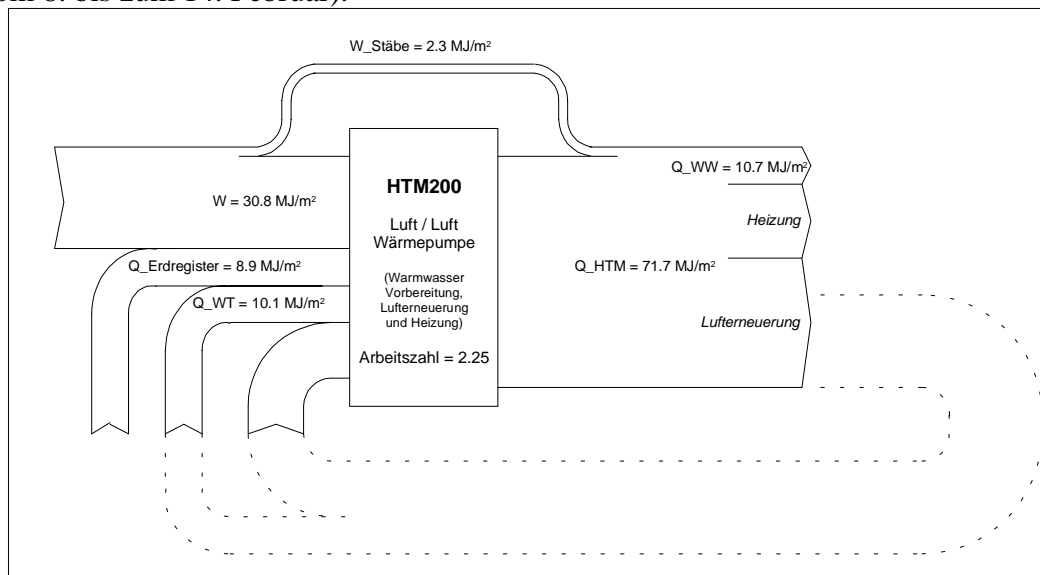 W_Stäbe = 2.3 MJ/m²
HTM200
Luft / Luft
Wärmepumpe
(Warmwasser
Vorbereitung,
Lufterneuerung
und Heizung)
Arbeitszahl = 2.25
W = 30.8 MJ/m²
Q_Erdregister = 8.9 MJ/m²
Q_WT = 10.1 MJ/m²
Q_WW = 10.7 MJ/m²
Heizung
Q_HTM = 71.7 MJ/m²
Lufterneuerung